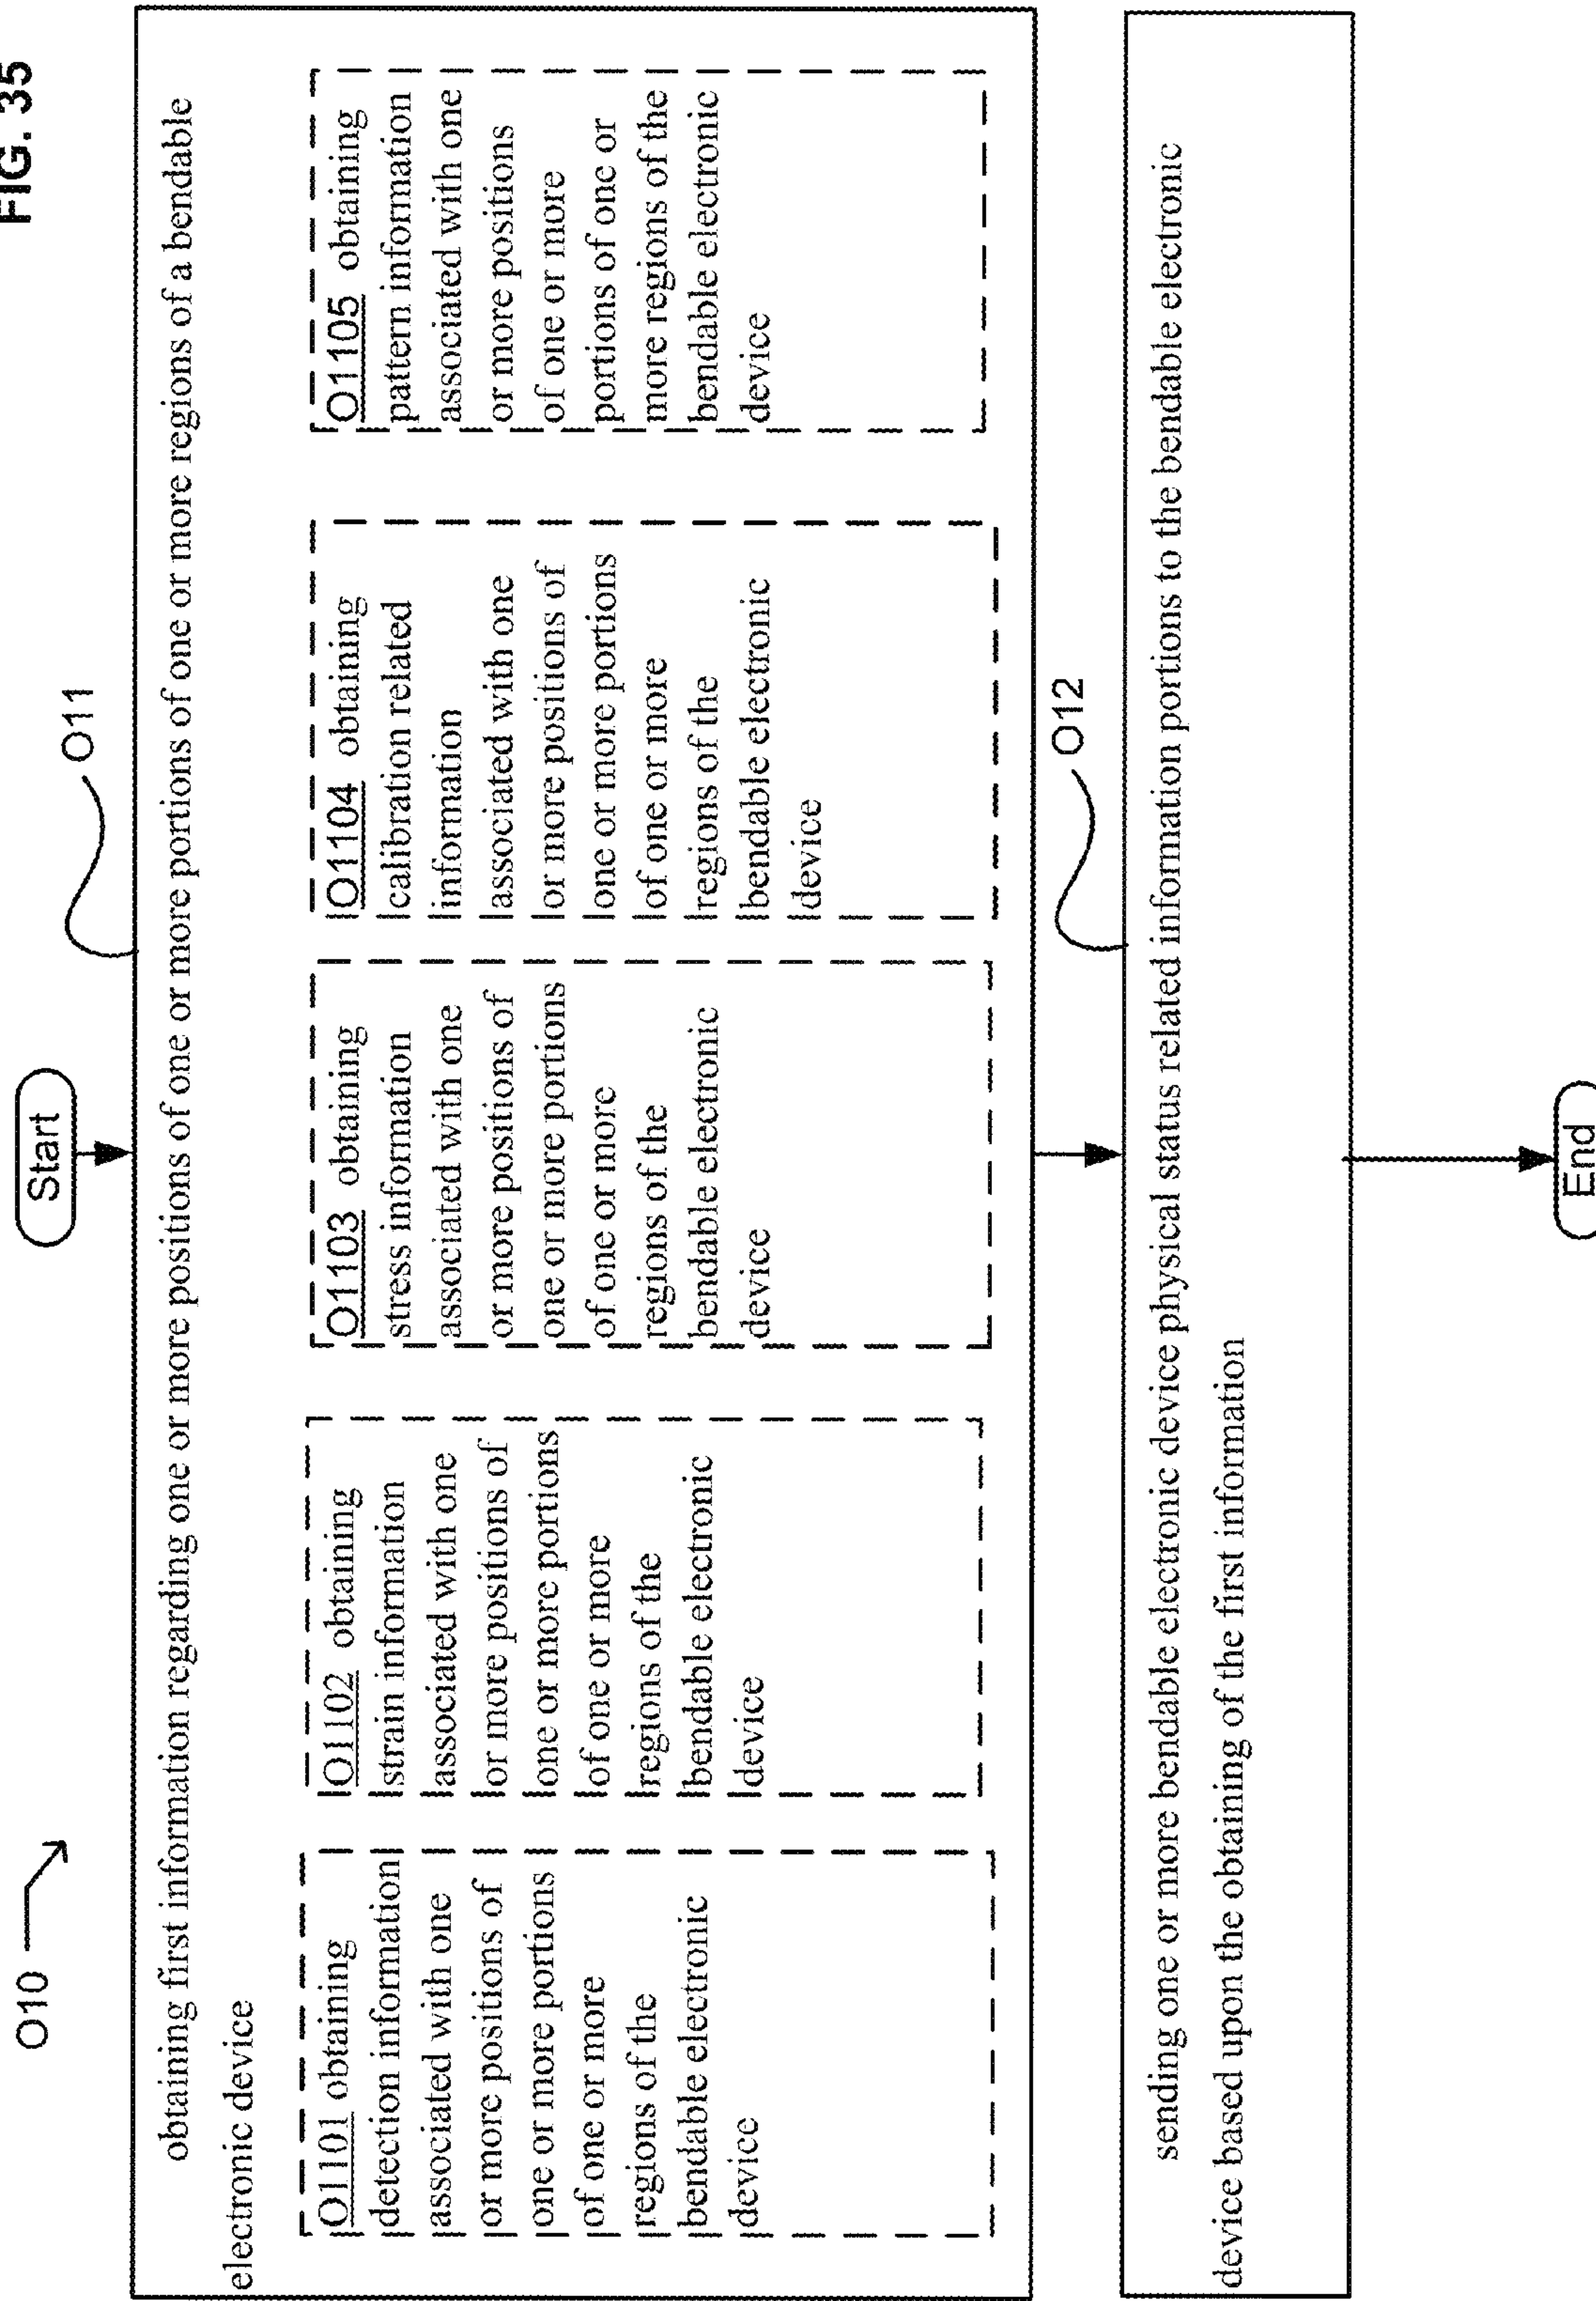 FIG. 35
O10
Start
O11
obtaining first information regarding one or more positions of one or more portions of one or more regions of a bendable
electronic device
O1101 obtaining
detection information
associated with one
or more positions of
one or more portions
of one or more
regions of the
bendable electronic
device
O1102 obtaining
strain information
associated with one
or more positions of
one or more portions
of one or more
regions of the
bendable electronic
device
O1103 obtaining
stress information
associated with one
or more positions of
one or more portions
of one or more
regions of the
bendable electronic
device
O1104 obtaining
calibration related
information
associated with one
or more positions of
one or more portions
of one or more
regions of the
bendable electronic
device
O1105 obtaining
pattern information
associated with one
or more positions
of one or more
portions of one or
more regions of the
bendable electronic
device
O12
sending one or more bendable electronic device physical status related information portions to the bendable electronic
device based upon the obtaining of the first information
End